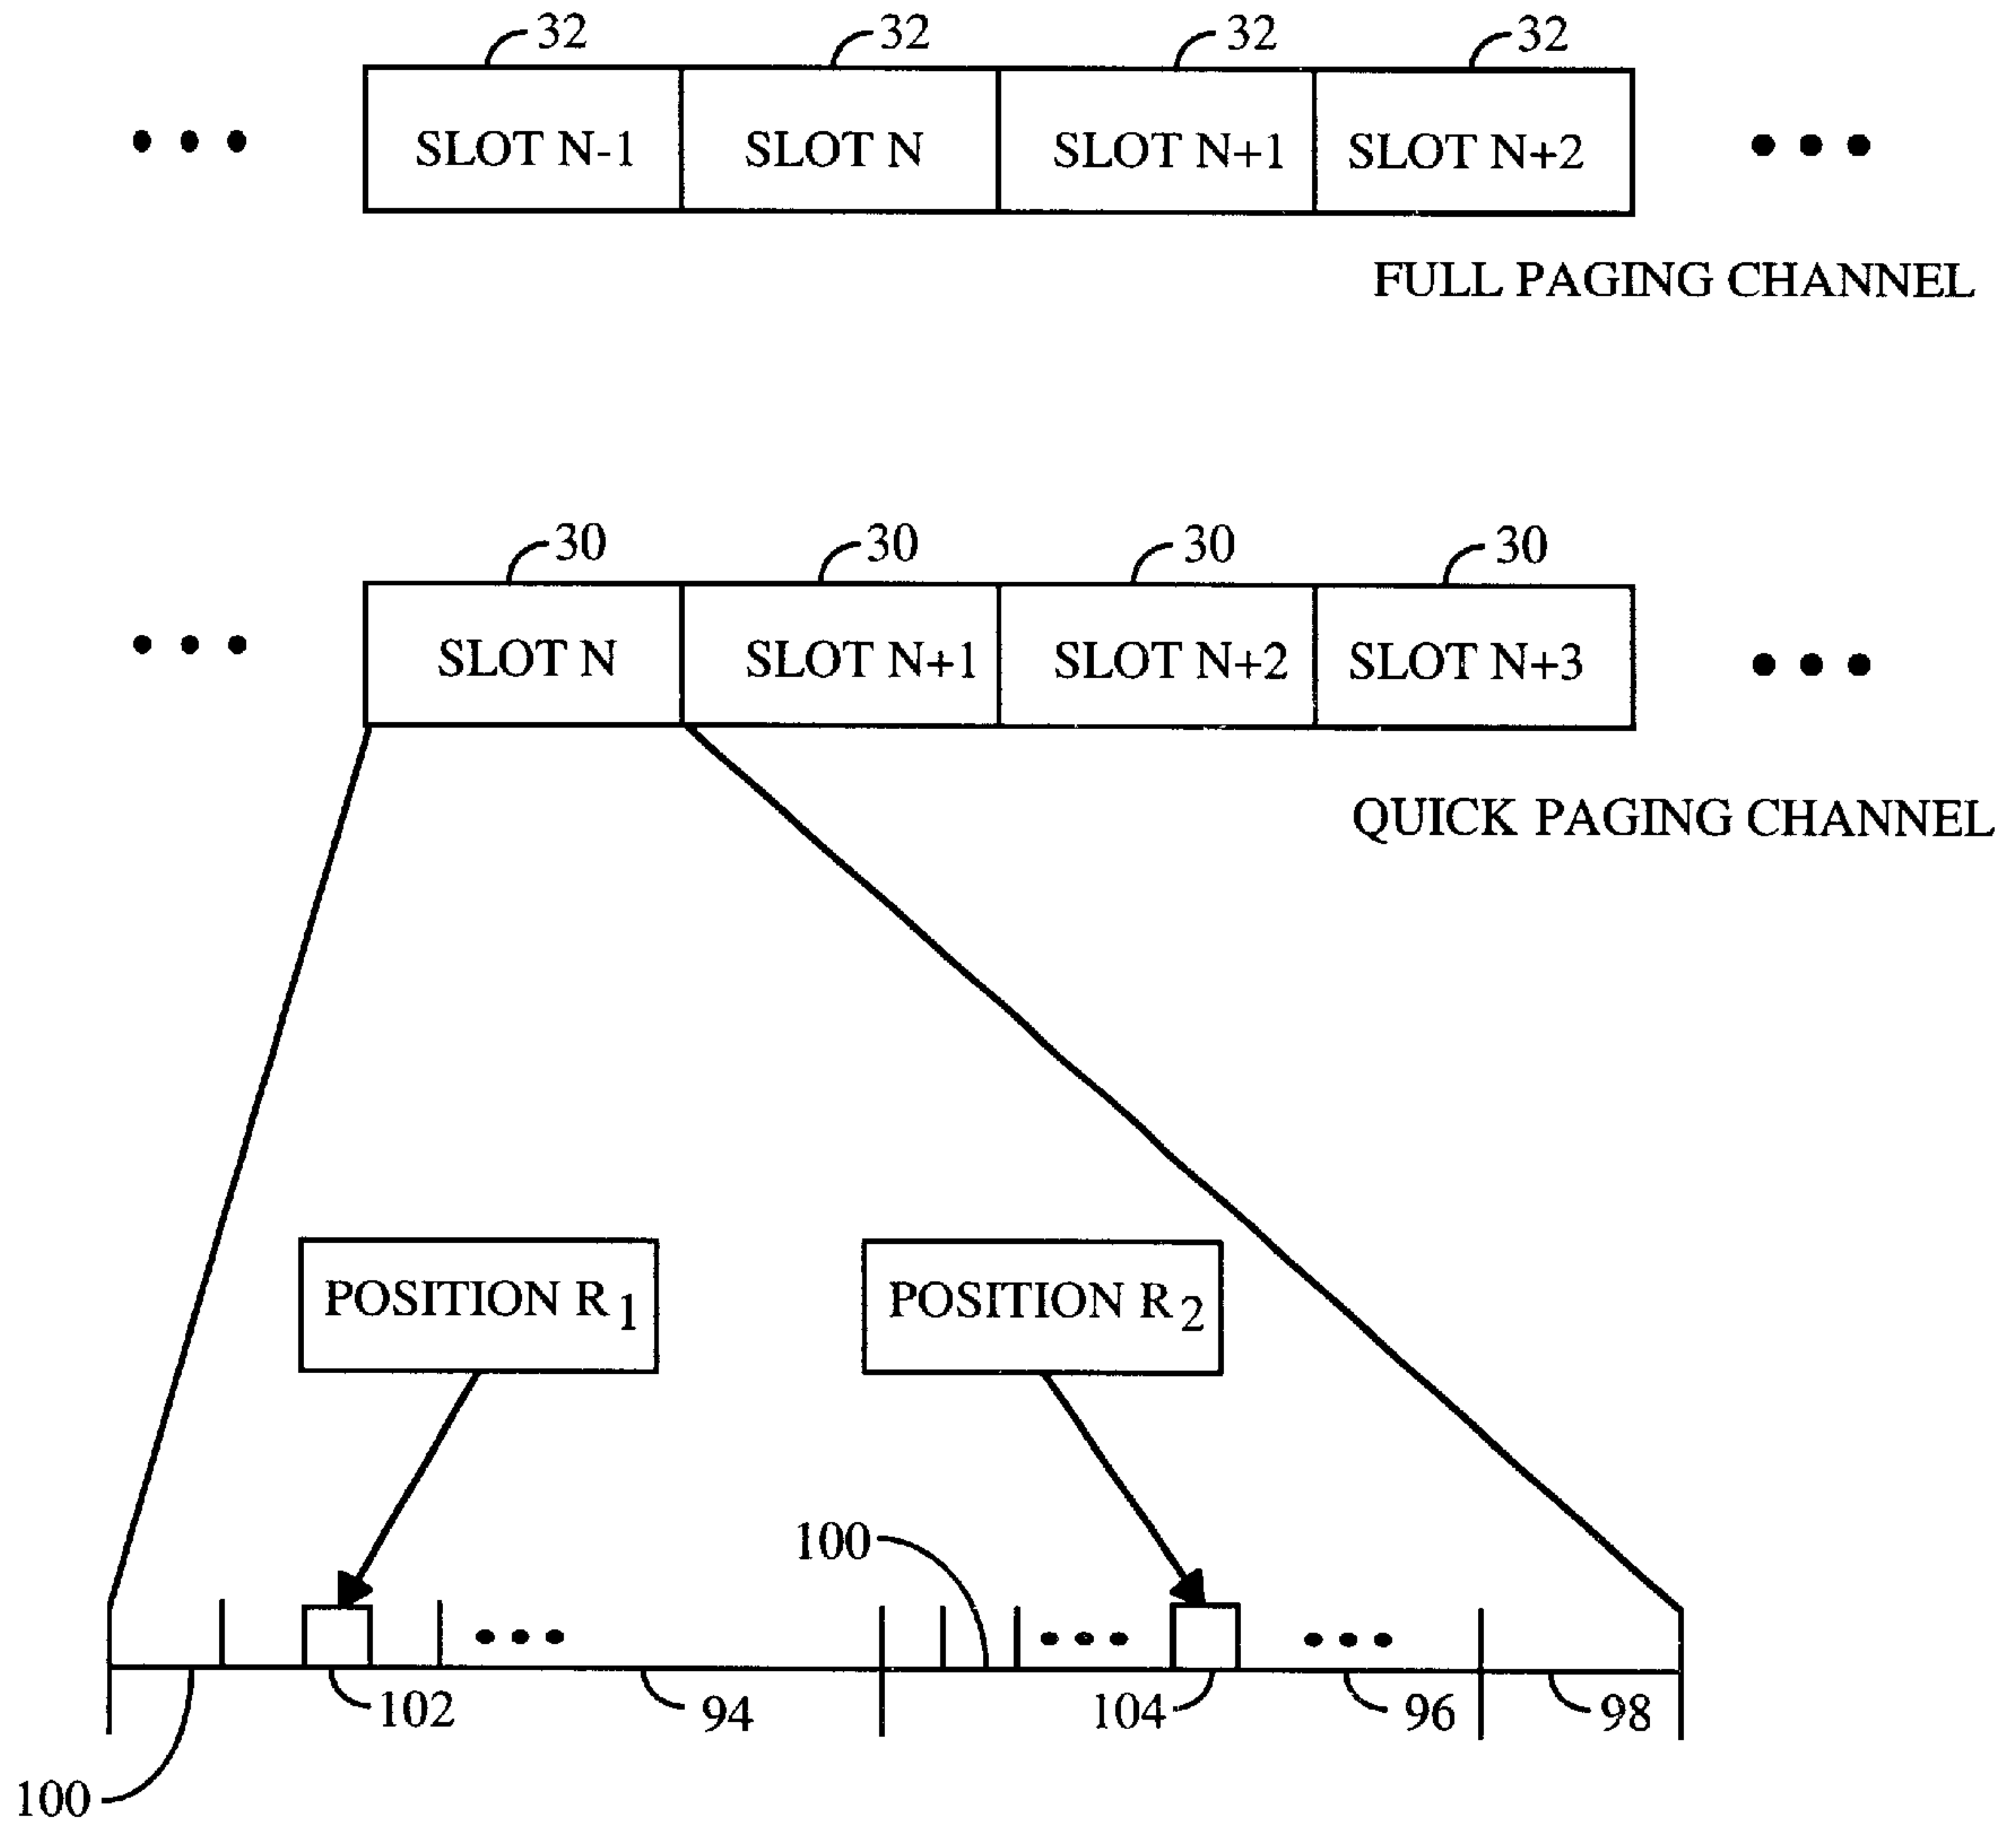 32 32 32 32
SLOT N-1 SLOT N SLOT N+1 SLOT N+2
FULL PAGING CHANNEL
30 30 30 30
SLOT N SLOT N+1 SLOT N+2 SLOT N+3
QUICK PAGING CHANNEL
POSITION R1 POSITION R2
100
102 94 104 96 98
100